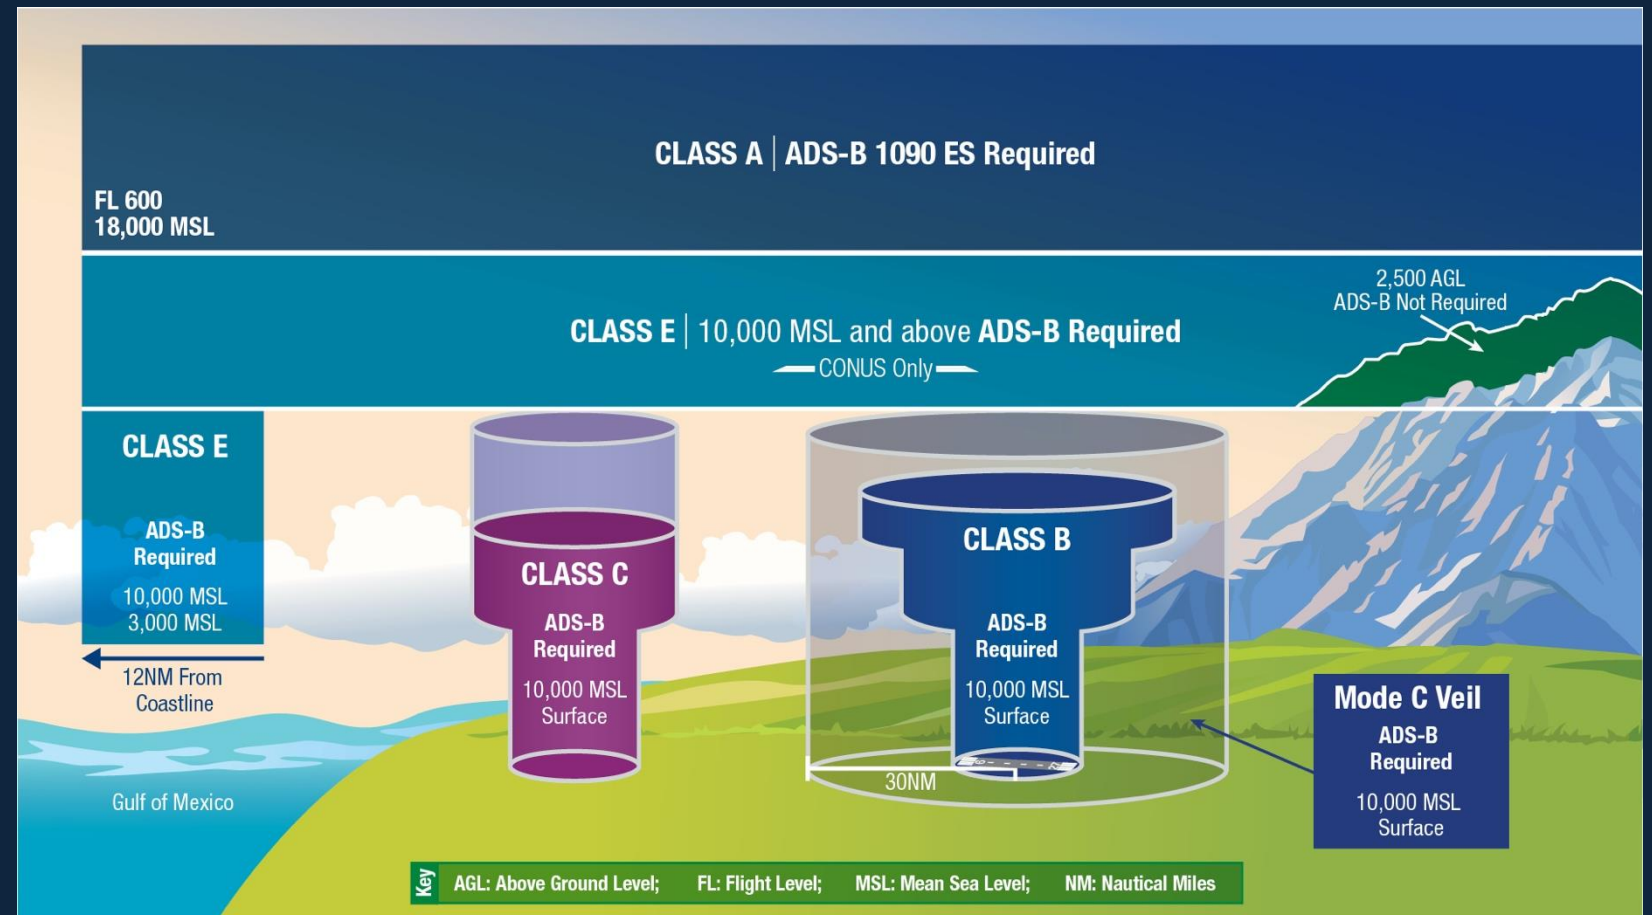 CLASS A | ADS-B 1090 ES Required
FL 600
18,000 MSL
2,500 AGL
ADS-B Not Required
CLASS E | 10,000 MSL and above ADS-B Required
CONUS Only
CLASS E
ADS-B
Required
10,000 MSL
3,000 MSL
12NM From
Coastline
Gulf of Mexico
CLASS C
ADS-B
Required
10,000 MSL
Surface
CLASS B
ADS-B
Required
10,000 MSL
Surface
30NM
Mode C Veil
ADS-B
Required
10,000 MSL
Surface
Key
AGL: Above Ground Level; FL: Flight Level; MSL: Mean Sea Level; NM: Nautical Miles